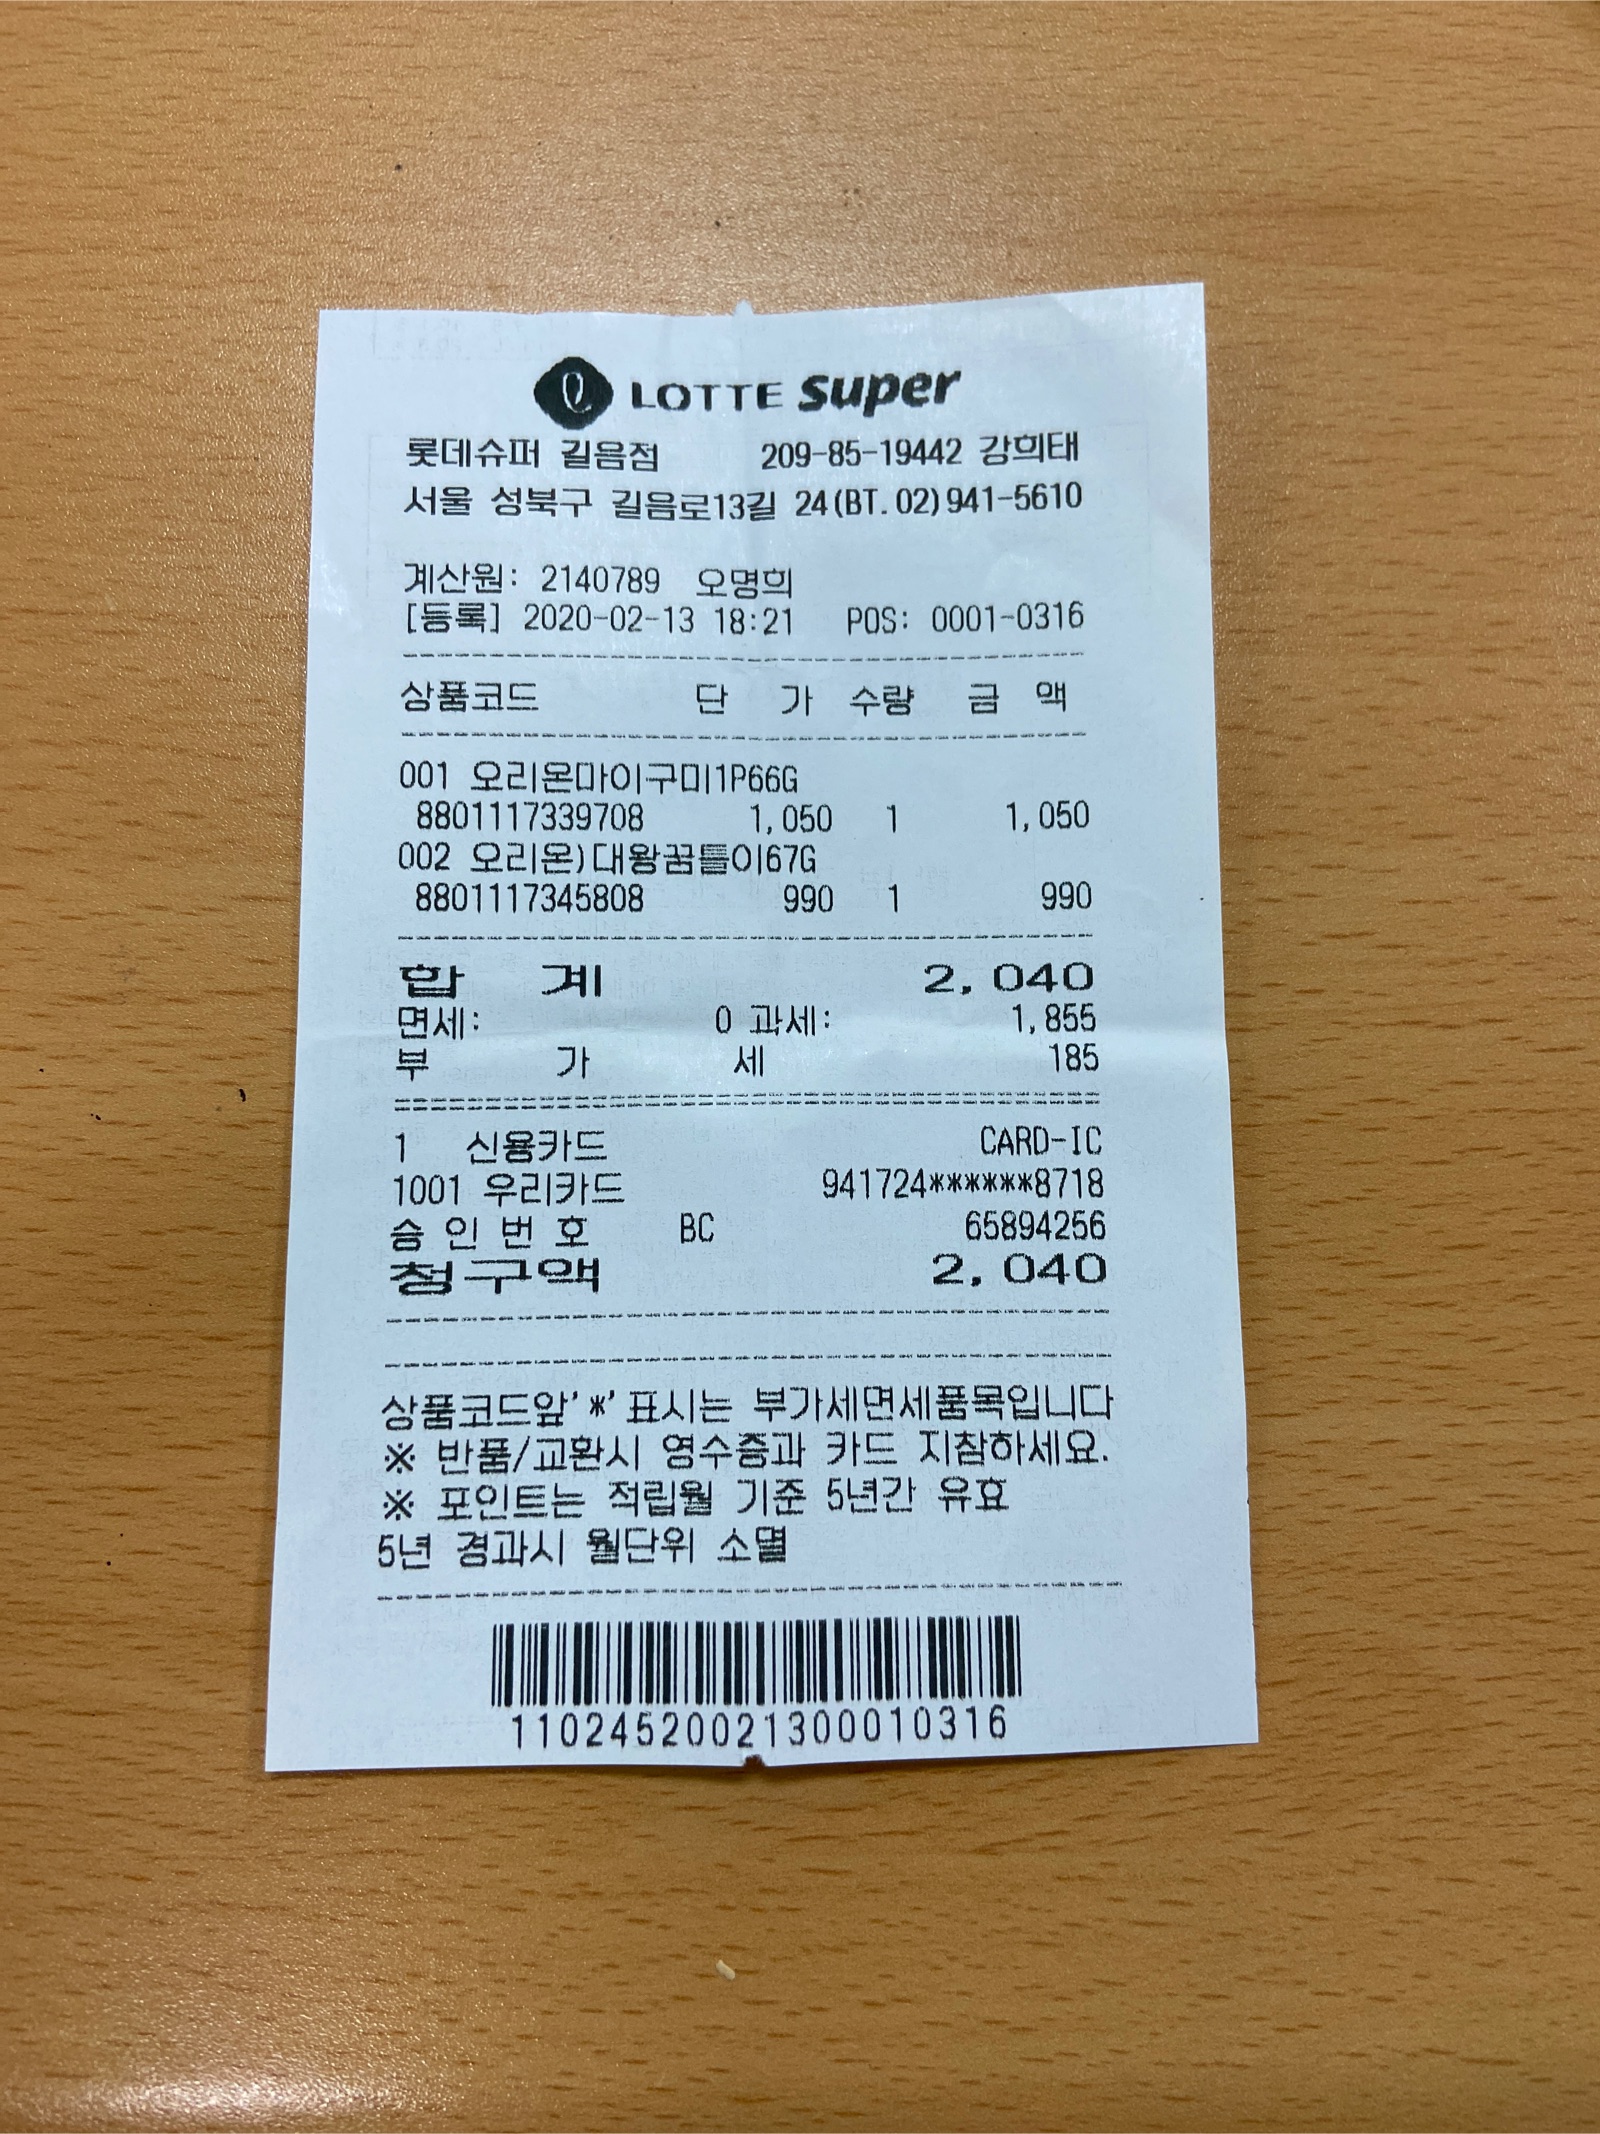 LOTTE super
롯데슈퍼 길음점 209-85-19442 강희태
서울 성북구 길음로13길 24(BT.02)941-5610
계산원: 2140789 오명희
[등록] 2020-02-13 18:21 POS: 0001-0316
상품코드 단 가 수량 금 액
001 오리온마이구미1P66G
8801117339708 1,050 1 1,050
002 오리온)대왕꿈틀이67G
8801117345808 990 1 990
합 계 2,040
면세: 0 과세: 1,855
부 가 세 185
1 신용카드 CARD-IC
1001 우리카드 941724******8718
승 인 번 호 BC 65894256
청구액 2,040
상품코드앞'*'표시는 부가세면세품목입니다
※ 반품/교환시 영수증과 카드 지참하세요.
※ 포인트는 적립월 기준 5년간 유효
5년 경과시 월단위 소멸
11024520021300010316